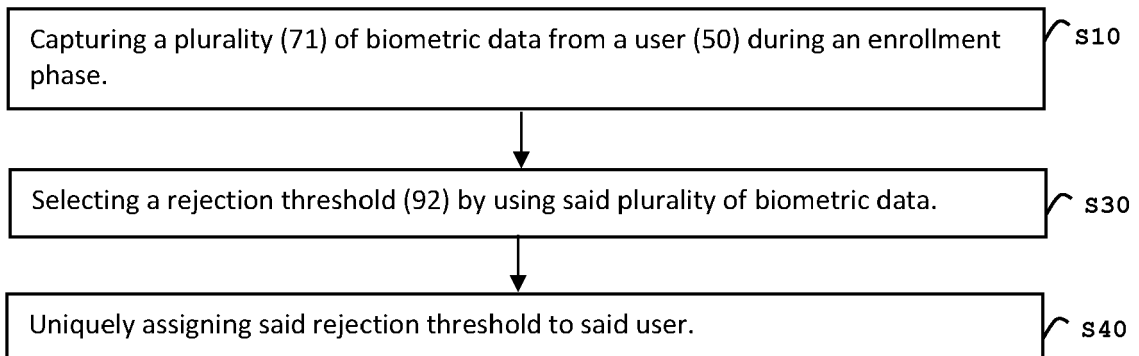 Capturing a plurality (71) of biometric data from a user (50) during an enrollment
phase.
S10
Selecting a rejection threshold (92) by using said plurality of biometric data.
S30
Uniquely assigning said rejection threshold to said user.
S40